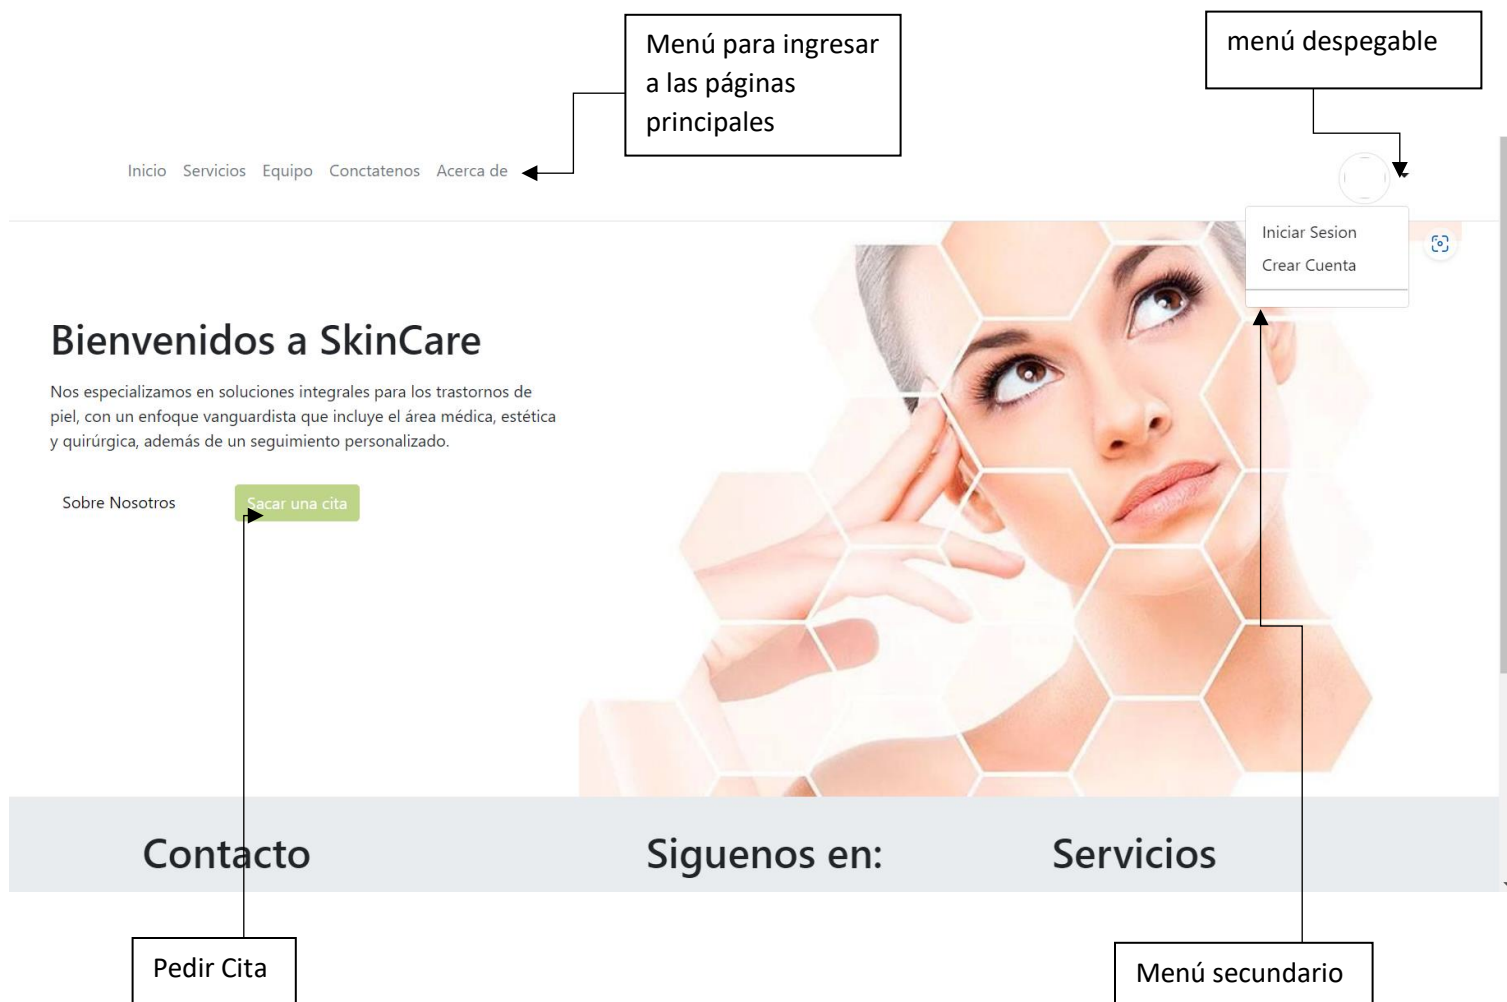 Menú para ingresar
a las páginas
principales
menú despegable
Inicio Servicios Equipo Conctatenos Acerca de
Iniciar Sesion
Crear Cuenta
Bienvenidos a SkinCare
Nos especializamos en soluciones integrales para los trastornos de
piel, con un enfoque vanguardista que incluye el área médica, estética
y quirúrgica, además de un seguimiento personalizado.
Sobre Nosotros Sacar una cita
Contacto Siguenos en: Servicios
Pedir Cita
Menú secundario